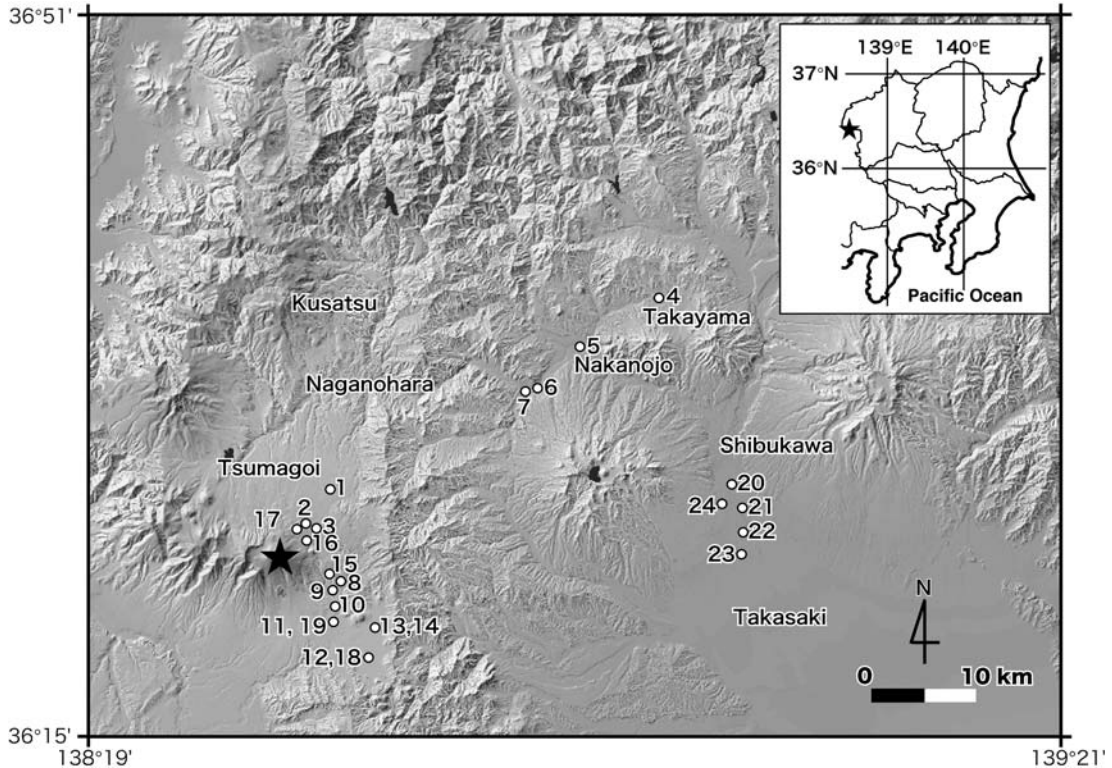 36°51'
139°E 140°E
37°N
36°N
Pacific Ocean
4
Kusatsu
Takayama
5
Nakanojo
Naganohara
6
7
Shibukawa
Tsumagoi
20
1
24
21
2
17
3
22
16
23
15
8
9
10
N
Takasaki
11, 19
13,14
12,18
0 10 km
36°15'
138°19' 139°21'